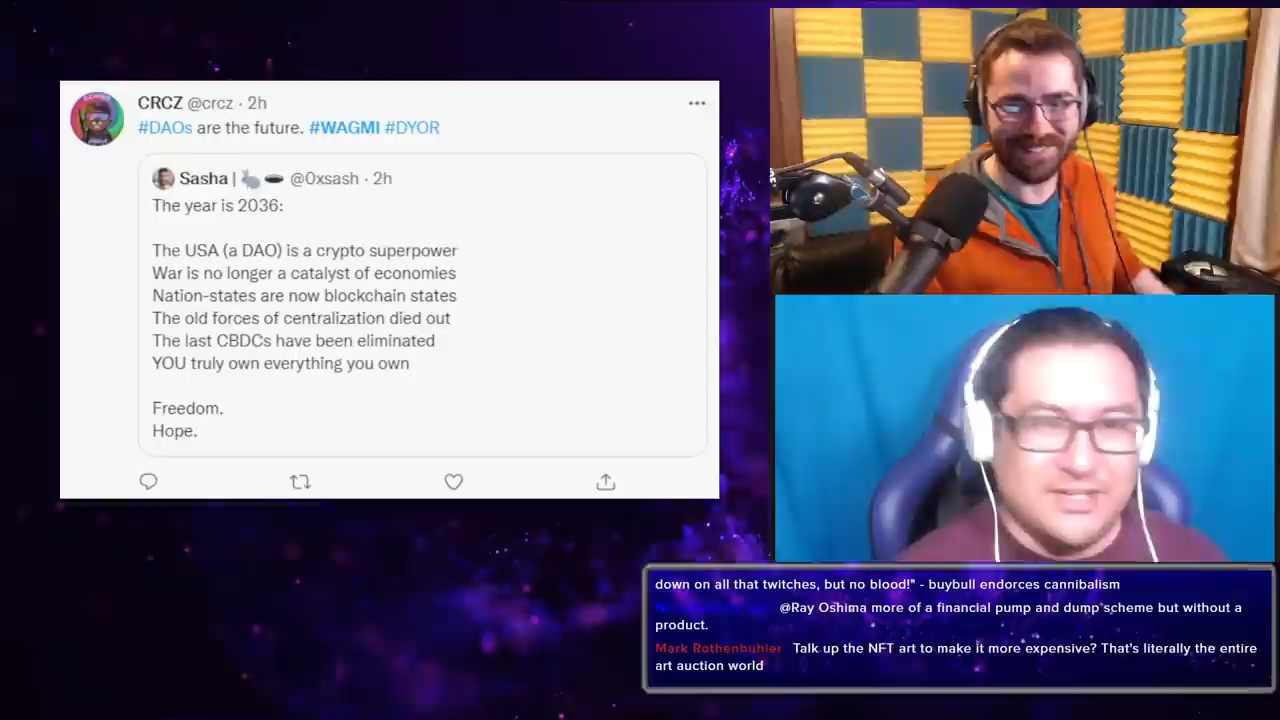 CRCZ @crcz · 2h
#DAOs are the future. #WAGMI #DYOR
Sasha | @0xsash · 2h
The year is 2036:
The USA (a DAO) is a crypto superpower
War is no longer a catalyst of economies
Nation-states are now blockchain states
The old forces of centralization died out
The last CBDCs have been eliminated
YOU truly own everything you own
Freedom.
Hope.
down on all that twitches, but no blood!" - buybull endorses cannibalism
@Ray Oshima more of a financial pump and dump scheme but without a
product.
Mark Rothenbuhler Talk up the NFT art to make it more expensive? That's literally the entire
art auction world